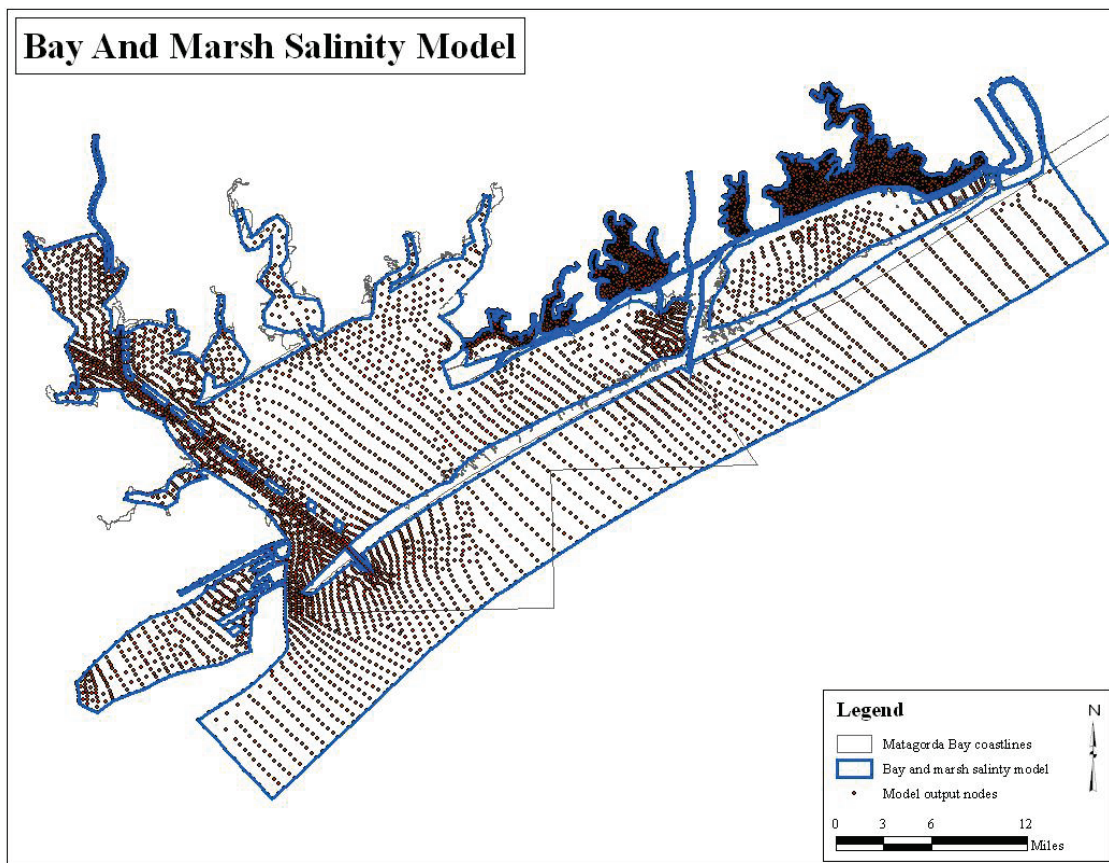 Bay And Marsh Salinity Model
Legend
N
Matagorda Bay coastlines
Bay and marsh salinty model
Model output nodes
0 3 6 12
Miles